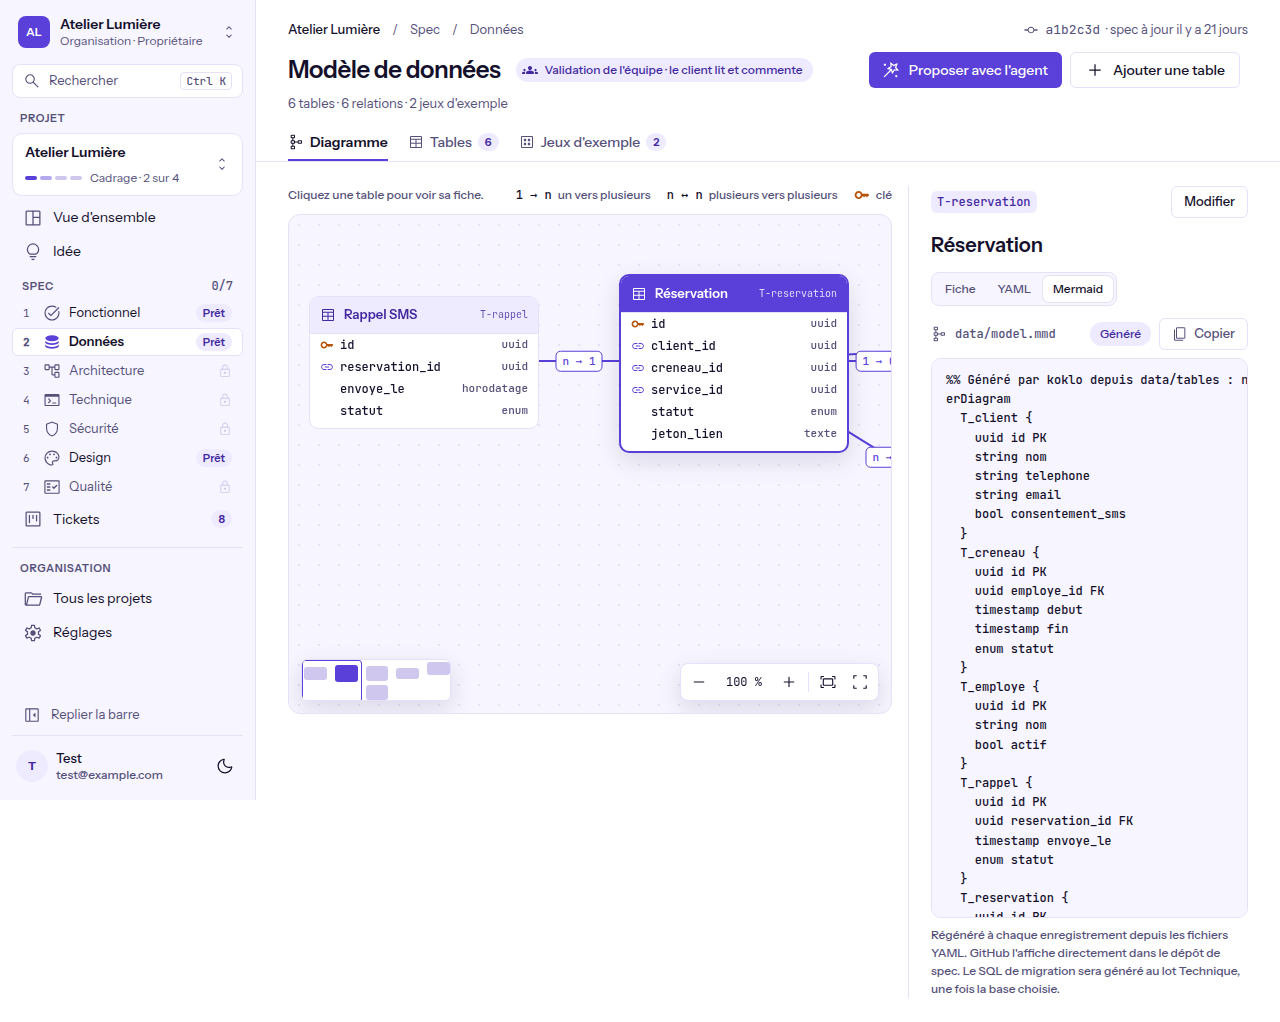 AL
Atelier Lumière
Organisation · Propriétaire
Rechercher
Ctrl K
PROJET
Atelier Lumière
Cadrage · 2 sur 4
Vue d'ensemble
Idée
SPEC 0/7
1 Fonctionnel Prêt
2 Données Prêt
3 Architecture
4 Technique
5 Sécurité
6 Design Prêt
7 Qualité
Tickets 8
ORGANISATION
Tous les projets
Réglages
Replier la barre
T
Test
test@example.com
Atelier Lumière / Spec / Données
a1b2c3d · spec à jour il y a 21 jours
Modèle de données
Validation de l'équipe · le client lit et commente
Proposer avec l'agent
Ajouter une table
6 tables · 6 relations · 2 jeux d'exemple
Diagramme
Tables 6
Jeux d'exemple 2
Cliquez une table pour voir sa fiche.
1 → n un vers plusieurs
n ↔ n plusieurs vers plusieurs
clé
Rappel SMS T-rappel
id uuid
reservation_id uuid
envoye_le horodatage
statut enum
n → 1
Réservation T-reservation
id uuid
client_id uuid
creneau_id uuid
service_id uuid
statut enum
jeton_lien texte
1 →
n →
100 %
T-reservation
Modifier
Réservation
Fiche
YAML
Mermaid
data/model.mmd
Généré
Copier
%% Généré par koklo depuis data/tables : n
erDiagram
T_client {
uuid id PK
string nom
string telephone
string email
bool consentement_sms
}
T_creneau {
uuid id PK
uuid employe_id FK
timestamp debut
timestamp fin
enum statut
}
T_employe {
uuid id PK
string nom
bool actif
}
T_rappel {
uuid id PK
uuid reservation_id FK
timestamp envoye_le
enum statut
}
T_reservation {
uuid id PK
Régénéré à chaque enregistrement depuis les fichiers
YAML. GitHub l'affiche directement dans le dépôt de
spec. Le SQL de migration sera généré au lot Technique,
une fois la base choisie.